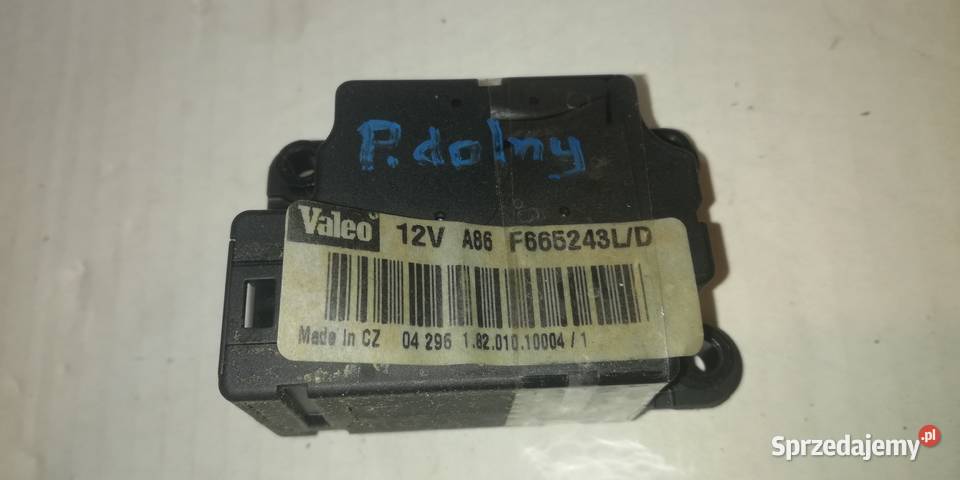 P.dolny
Valeo 12V A86 F665243L/D
Made in CZ 04 296 1.82.010.10004 / 1
Sprzedajemy.pl